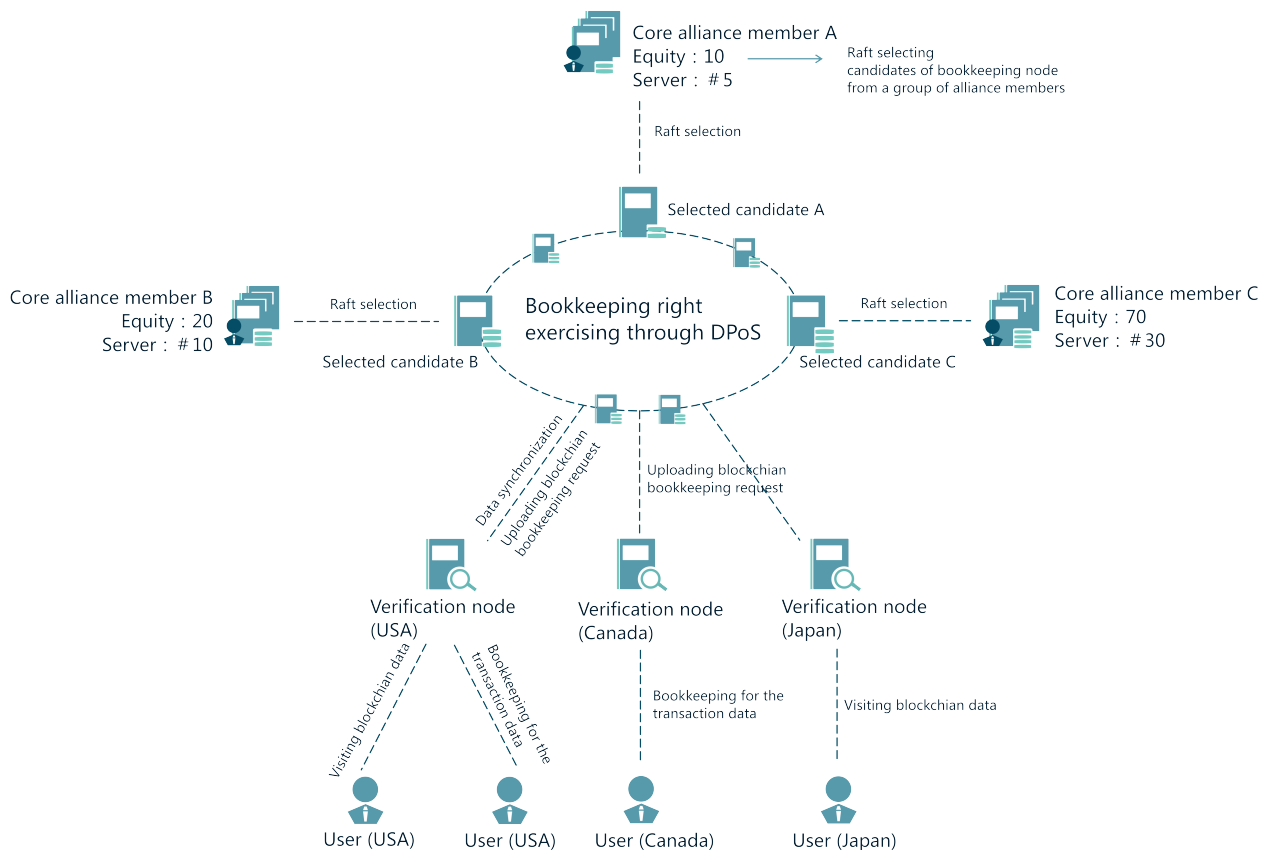 Core alliance member A
Equity : 10
Server : #5
Raft selecting
candidates of bookkeeping node
from a group of alliance members
Raft selection
Selected candidate A
Core alliance member B
Equity : 20
Server : #10
Raft selection
Selected candidate B
Bookkeeping right
exercising through DPoS
Raft selection
Selected candidate C
Core alliance member C
Equity : 70
Server : #30
Data synchronization
Uploading blockchian
bookkeeping request
Uploading blockchian
bookkeeping request
Verification node
(USA)
Verification node
(Canada)
Verification node
(Japan)
Visiting blockchian data
Bookkeeping for the
transaction data
Bookkeeping for the
transaction data
Visiting blockchian data
User (USA)
User (USA)
User (Canada)
User (Japan)